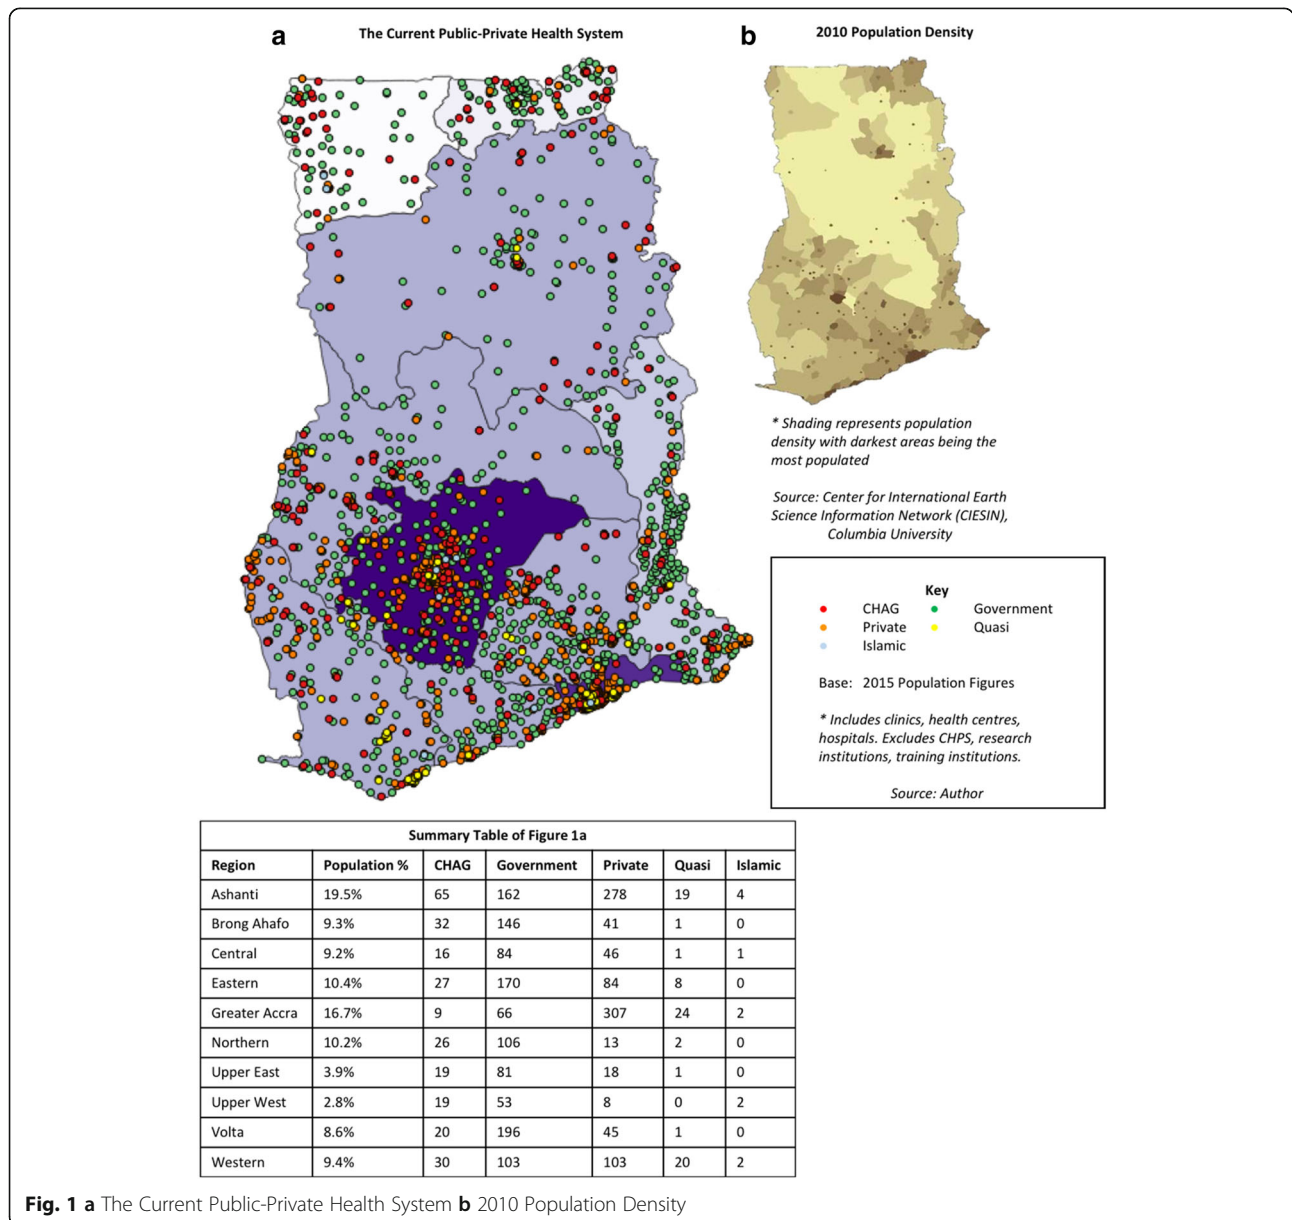 a The Current Public-Private Health System
b 2010 Population Density
* Shading represents population
density with darkest areas being the
most populated
Source: Center for International Earth
Science Information Network (CIESIN),
Columbia University
Key
CHAG Government
Private Quasi
Islamic
Base: 2015 Population Figures
* Includes clinics, health centres,
hospitals. Excludes CHPS, research
institutions, training institutions.
Source: Author
Summary Table of Figure 1a
Region Population % CHAG Government Private Quasi Islamic
Ashanti 19.5% 65 162 278 19 4
Brong Ahafo 9.3% 32 146 41 1 0
Central 9.2% 16 84 46 1 1
Eastern 10.4% 27 170 84 8 0
Greater Accra 16.7% 9 66 307 24 2
Northern 10.2% 26 106 13 2 0
Upper East 3.9% 19 81 18 1 0
Upper West 2.8% 19 53 8 0 2
Volta 8.6% 20 196 45 1 0
Western 9.4% 30 103 103 20 2
Fig. 1 a The Current Public-Private Health System b 2010 Population Density